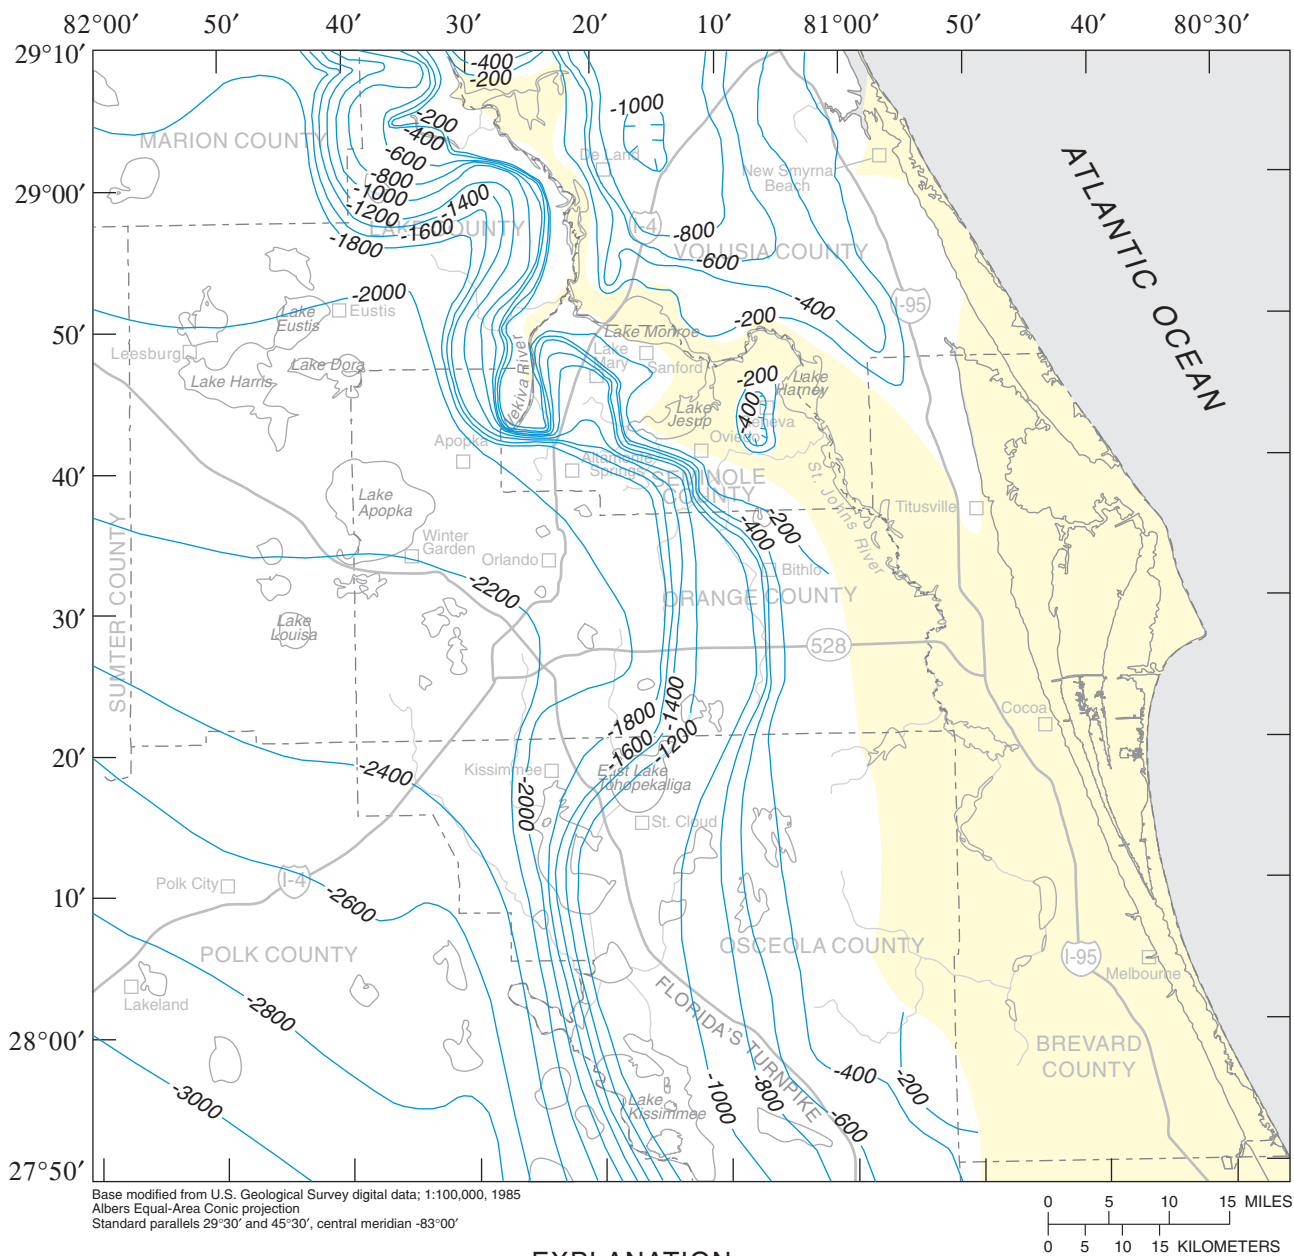 82°00′ 50′ 40′ 30′ 20′ 10′ 81°00′ 50′ 40′ 80°30′
29°10′
-400
-200
-1000
-200
-400
MARION COUNTY
De Land
New Smyrna
Beach
ATLANTIC OCEAN
-600
-800
29°00′
-1000
-1200
-1400
LAKE COUNTY
-1600
-1800
I-4
-800
VOLUSIA COUNTY
-600
-2000
Lake
Eustis
Eustis
-400
I-95
-200
50′
Leesburg
Lake Dora
Lake Harris
Wekiva River
Lake Monroe
Lake
Mary
Sanford
-200
Lake
Harney
Lake
Jesup
-400
Geneva
Oviedo
Apopka
Altamonte
Springs
40′
SEMINOLE
COUNTY
Lake
Apopka
St. Johns River
Titusville
-200
-400
Winter
Garden
Orlando
Bithlo
SUMTER COUNTY
-2200
ORANGE COUNTY
30′
Lake
Louisa
528
-1400
-1800
-1600
-1200
Cocoa
20′
-2400
Kissimmee
East Lake
Tohopekaliga
-2000
St. Cloud
Polk City
I-4
10′
-2600
POLK COUNTY
OSCEOLA COUNTY
I-95
Melbourne
Lakeland
-2800
FLORIDA'S TURNPIKE
28°00′
BREVARD
COUNTY
-3000
-400
-200
Lake
Kissimmee
-1000
-800
-600
27°50′
Base modified from U.S. Geological Survey digital data; 1:100,000, 1985
Albers Equal-Area Conic projection
Standard parallels 29°30′ and 45°30′, central meridian -83°00′
0 5 10 15 MILES
0 5 10 15 KILOMETERS
EXPLANATION